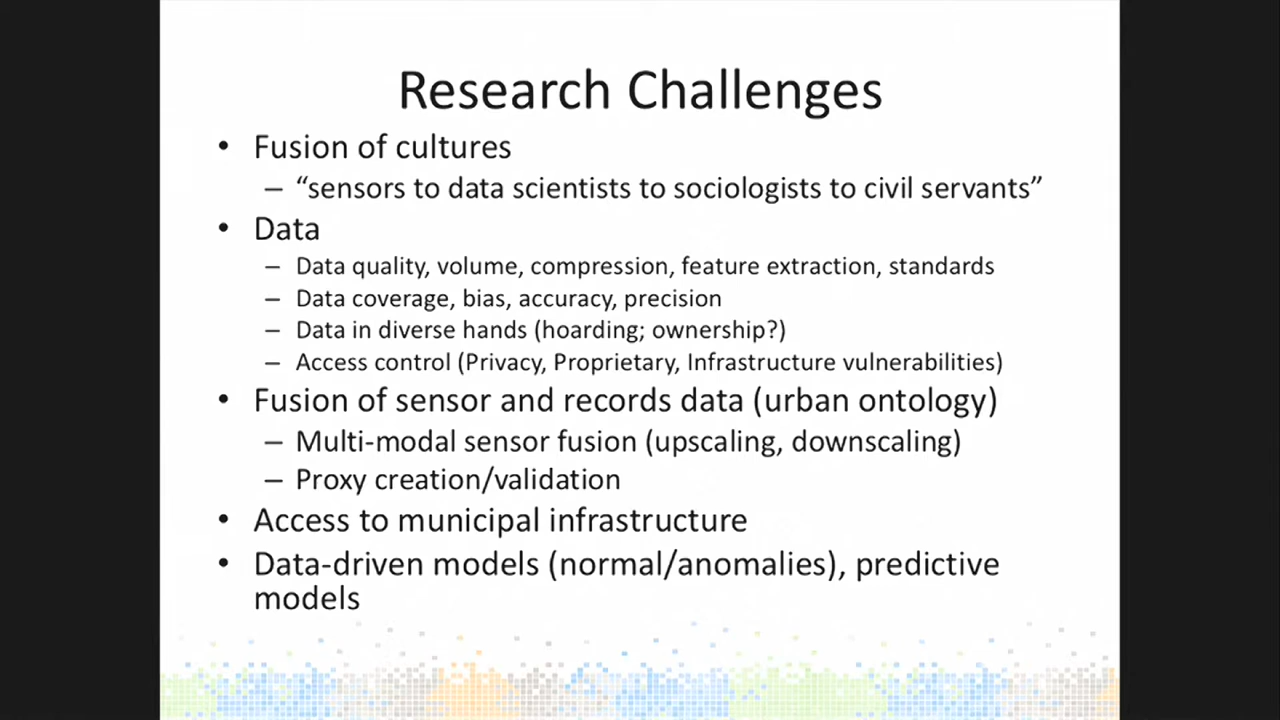 Research Challenges
• Fusion of cultures
– “sensors to data scientists to sociologists to civil servants”
• Data
– Data quality, volume, compression, feature extraction, standards
– Data coverage, bias, accuracy, precision
– Data in diverse hands (hoarding; ownership?)
– Access control (Privacy, Proprietary, Infrastructure vulnerabilities)
• Fusion of sensor and records data (urban ontology)
– Multi-modal sensor fusion (upscaling, downscaling)
– Proxy creation/validation
• Access to municipal infrastructure
• Data-driven models (normal/anomalies), predictive
models